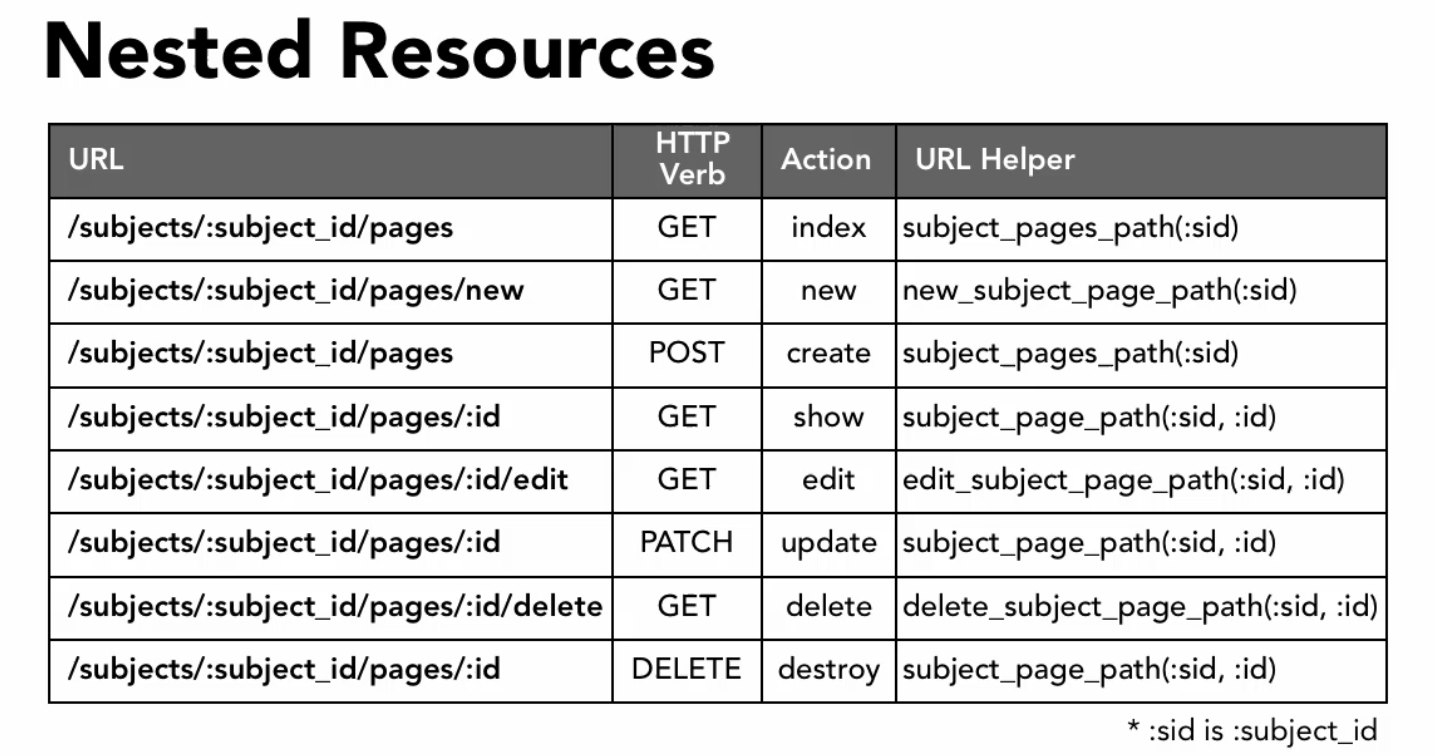 Nested Resources
URL HTTP Verb Action URL Helper
/subjects/:subject_id/pages GET index subject_pages_path(:sid)
/subjects/:subject_id/pages/new GET new new_subject_page_path(:sid)
/subjects/:subject_id/pages POST create subject_pages_path(:sid)
/subjects/:subject_id/pages/:id GET show subject_page_path(:sid, :id)
/subjects/:subject_id/pages/:id/edit GET edit edit_subject_page_path(:sid, :id)
/subjects/:subject_id/pages/:id PATCH update subject_page_path(:sid, :id)
/subjects/:subject_id/pages/:id/delete GET delete delete_subject_page_path(:sid, :id)
/subjects/:subject_id/pages/:id DELETE destroy subject_page_path(:sid, :id)
* :sid is :subject_id